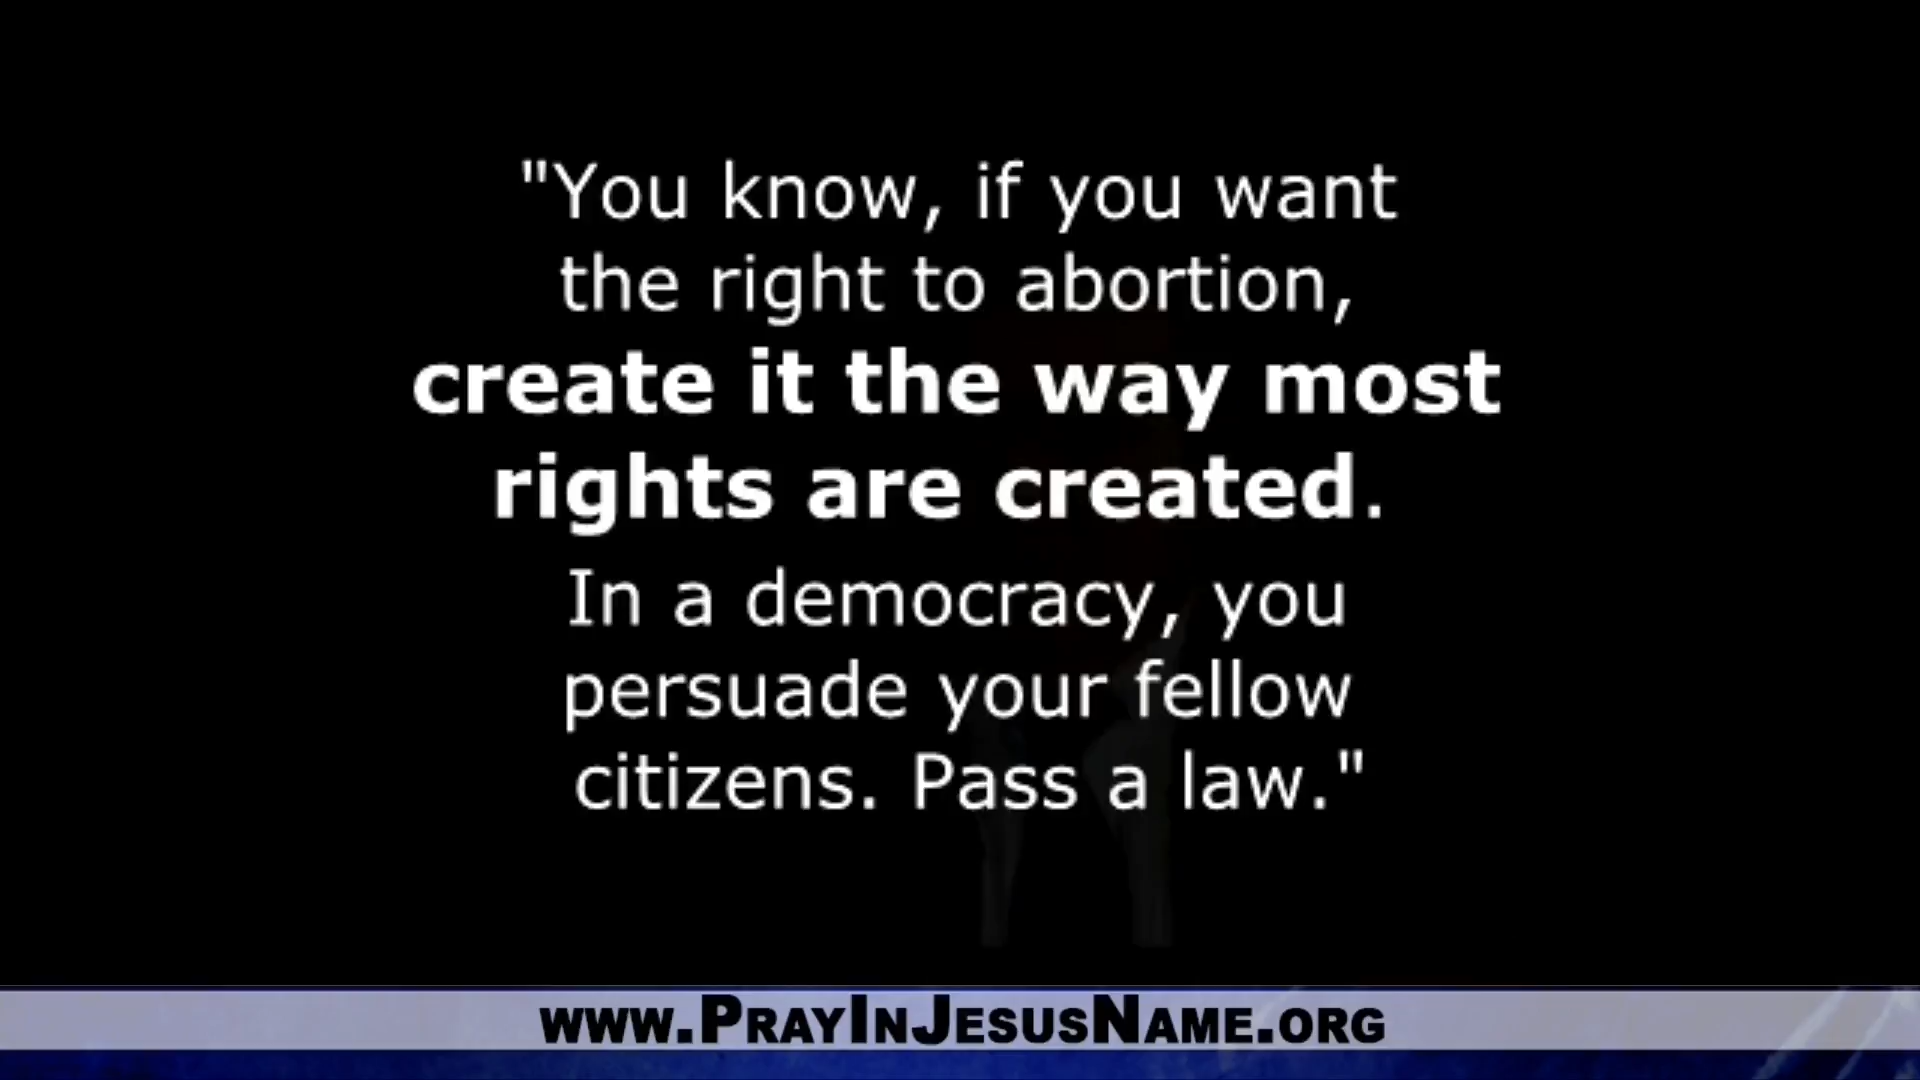 "You know, if you want
the right to abortion,
create it the way most
rights are created.
In a democracy, you
persuade your fellow
citizens. Pass a law."
www.PrayInJesusName.org